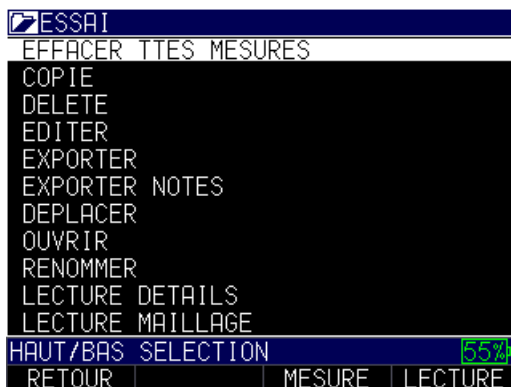 ESSAI
EFFACER TTES MESURES
COPIE
DELETE
EDITER
EXPORTER
EXPORTER NOTES
DEPLACER
OUVRIR
RENOMMER
LECTURE DETAILS
LECTURE MAILLAGE
HAUT/BAS SELECTION 55%
RETOUR MESURE LECTURE